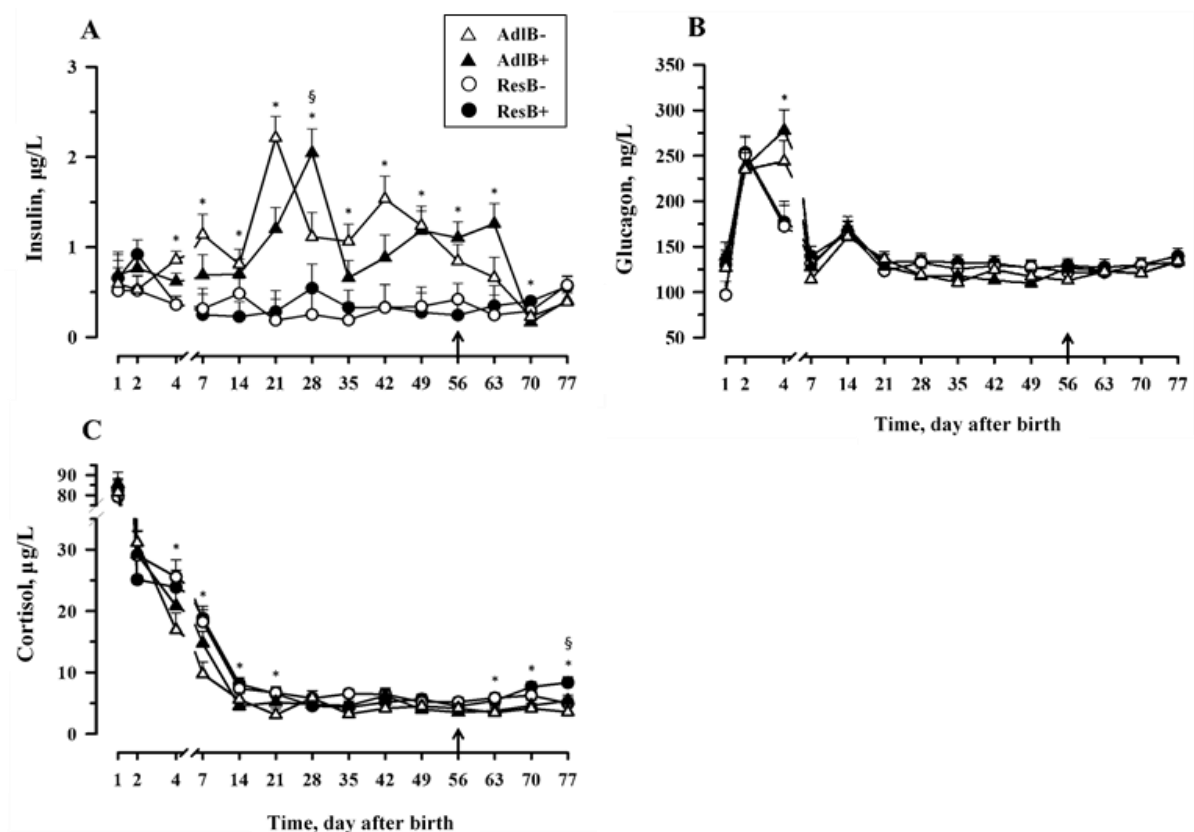 A
AdlB-
AdlB+
ResB-
ResB+
3
2
1
0
Insulin, µg/L
* * * * § * * * * * * *
1 2 4 7 14 21 28 35 42 49 56 63 70 77
B
350
300
250
200
150
100
50
Glucagon, ng/L
*
1 2 4 7 14 21 28 35 42 49 56 63 70 77
Time, day after birth
C
90
80
30
20
10
0
Cortisol, µg/L
* * * * * * § *
1 2 4 7 14 21 28 35 42 49 56 63 70 77
Time, day after birth